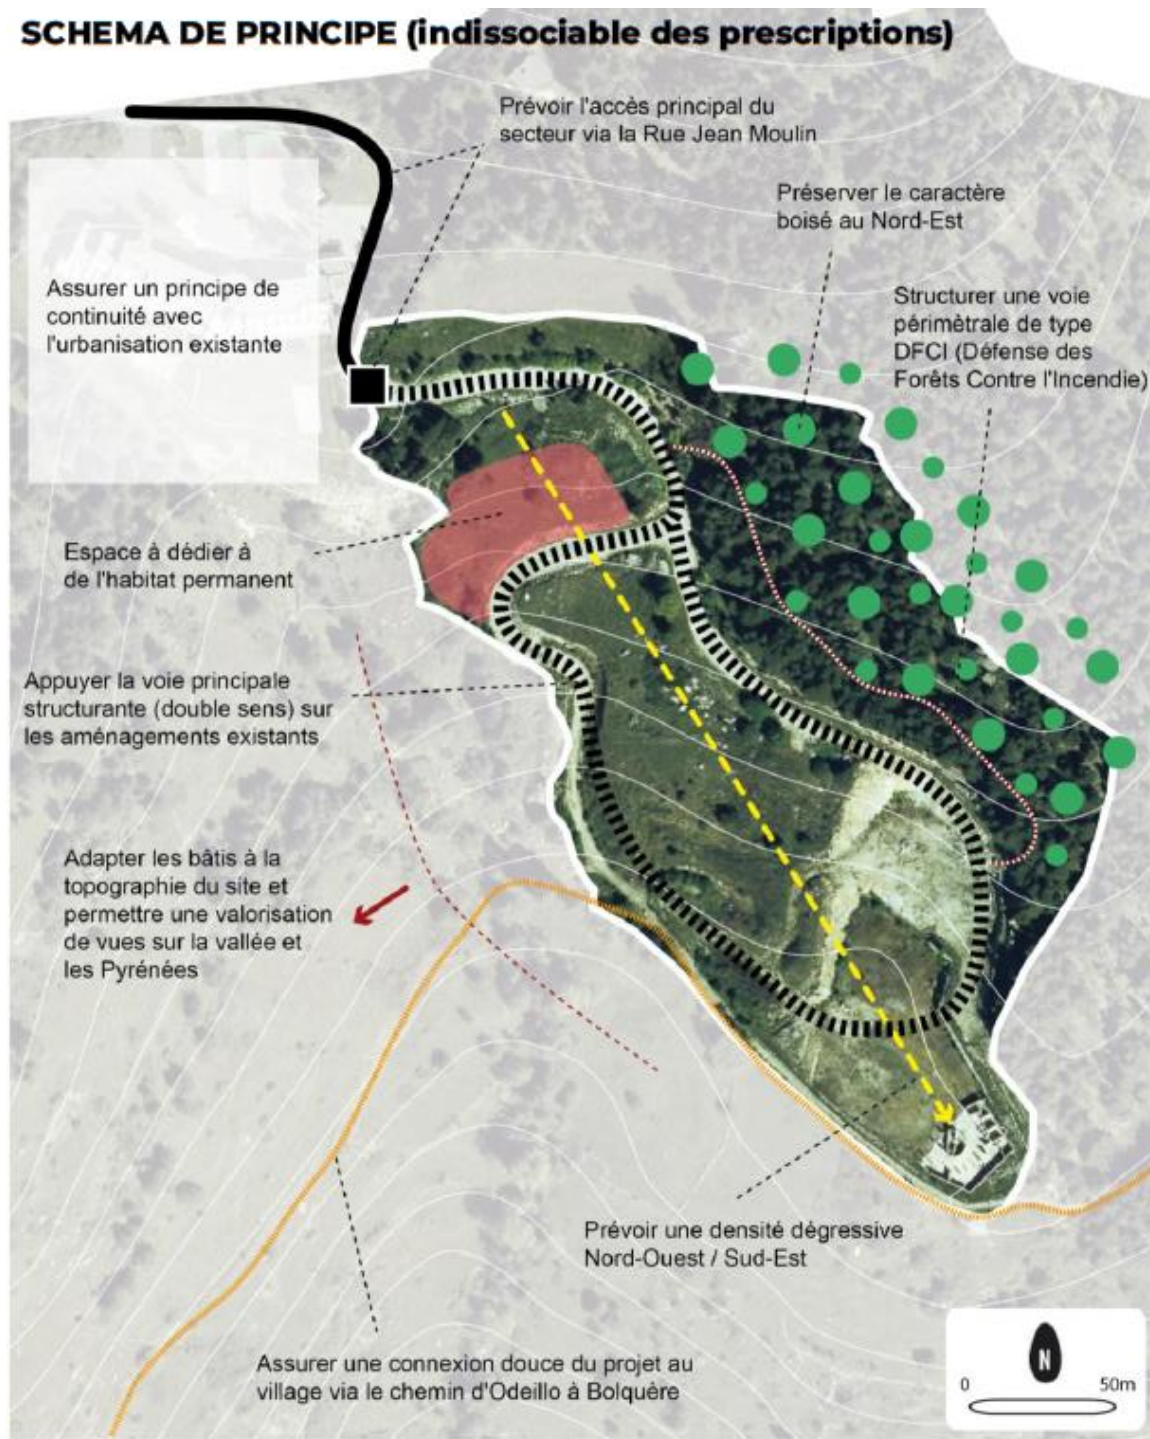 SCHEMA DE PRINCIPE (indissociable des prescriptions)
Prévoir l'accès principal du
secteur via la Rue Jean Moulin
Préserver le caractère
boisé au Nord-Est
Assurer un principe de
continuité avec
l'urbanisation existante
Structurer une voie
périmètrale de type
DFCI (Défense des
Forêts Contre l'Incendie)
Espace à dédier à
de l'habitat permanent
Appuyer la voie principale
structurante (double sens) sur
les aménagements existants
Adapter les bâtis à la
topographie du site et
permettre une valorisation
de vues sur la vallée et
les Pyrénées
Prévoir une densité dégressive
Nord-Ouest / Sud-Est
Assurer une connexion douce du projet au
village via le chemin d'Odeillo à Bolquère
N
0 50m